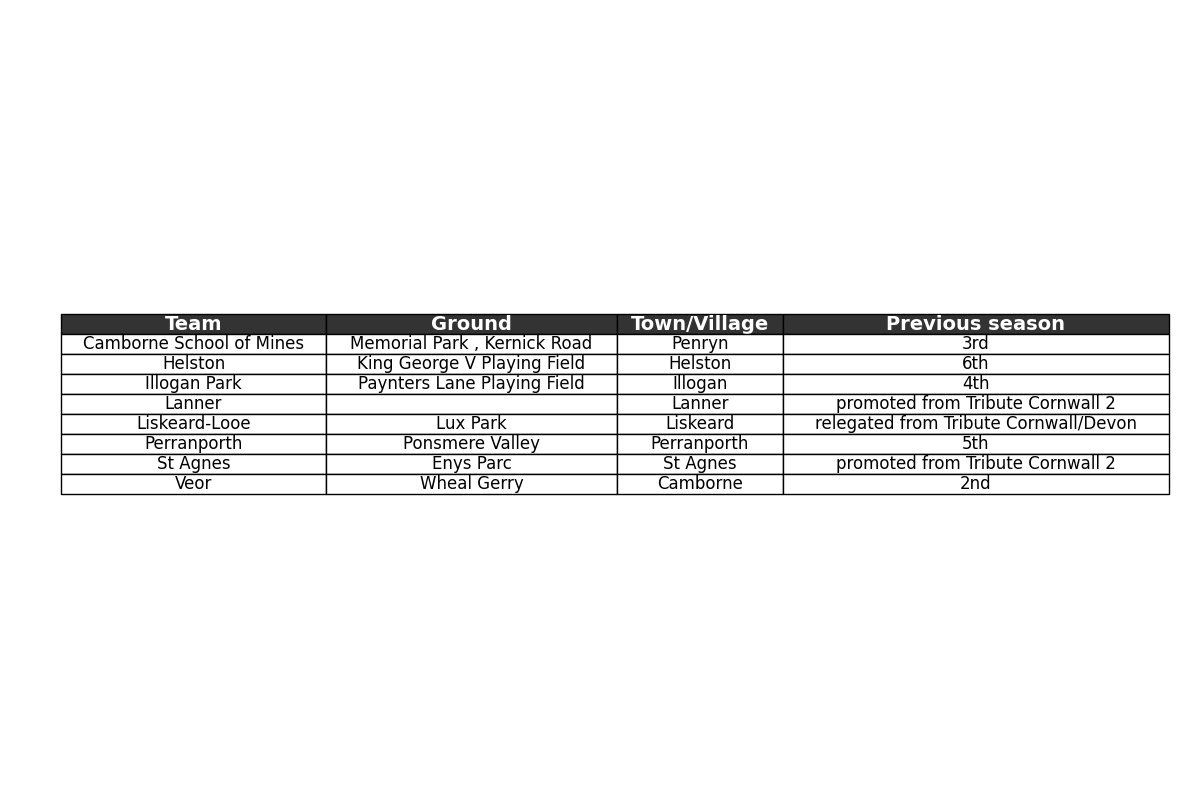 Team Ground Town/Village Previous season
Camborne School of Mines Memorial Park , Kernick Road Penryn 3rd
Helston King George V Playing Field Helston 6th
Illogan Park Paynters Lane Playing Field Illogan 4th
Lanner Lanner promoted from Tribute Cornwall 2
Liskeard-Looe Lux Park Liskeard relegated from Tribute Cornwall/Devon
Perranporth Ponsmere Valley Perranporth 5th
St Agnes Enys Parc St Agnes promoted from Tribute Cornwall 2
Veor Wheal Gerry Camborne 2nd